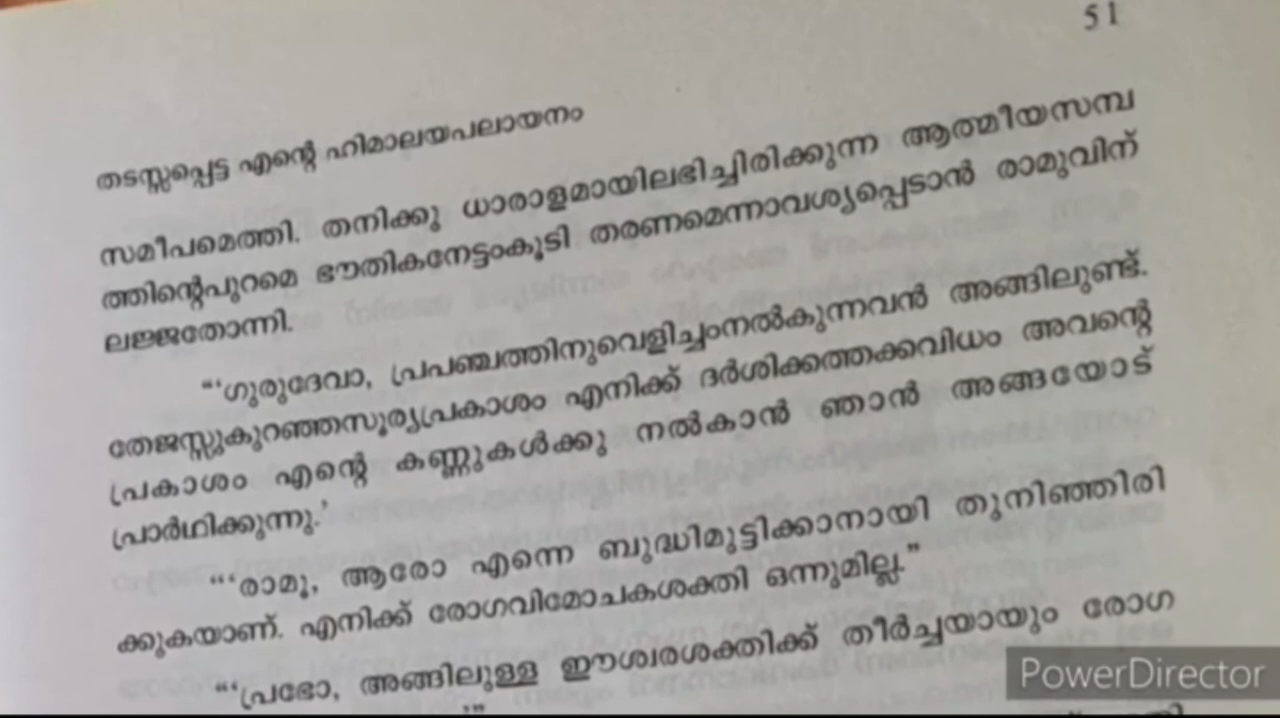 51
തടസ്സപ്പെട്ട എന്റെ ഹിമാലയപലായനം
സമീപമെത്തി. തനിക്കു ധാരാളമായിലഭിച്ചിരിക്കുന്ന ആത്മീയസമ്പ
ത്തിന്റെപുറമെ ഭൗതികനേട്ടംകൂടി തരണമെന്നാവശ്യപ്പെടാൻ രാമുവിന്
ലജ്ജതോന്നി.
“‘ഗുരുദേവാ, പ്രപഞ്ചത്തിനുവെളിച്ചംനൽകുന്നവൻ അങ്ങിലുണ്ട്.
തേജസ്സുകുറഞ്ഞസൂര്യപ്രകാശം എനിക്ക് ദർശിക്കത്തക്കവിധം അവന്റെ
പ്രകാശം എന്റെ കണ്ണുകൾക്കു നൽകാൻ ഞാൻ അങ്ങയോട്
പ്രാർഥിക്കുന്നു.’
“‘രാമൂ, ആരോ എന്നെ ബുദ്ധിമുട്ടിക്കാനായി തുനിഞ്ഞിരി
ക്കുകയാണ്. എനിക്ക് രോഗവിമോചകശക്തി ഒന്നുമില്ല.”
“‘പ്രഭോ, അങ്ങിലുള്ള ഈശ്വരശക്തിക്ക് തീർച്ചയായും രോഗ
PowerDirector